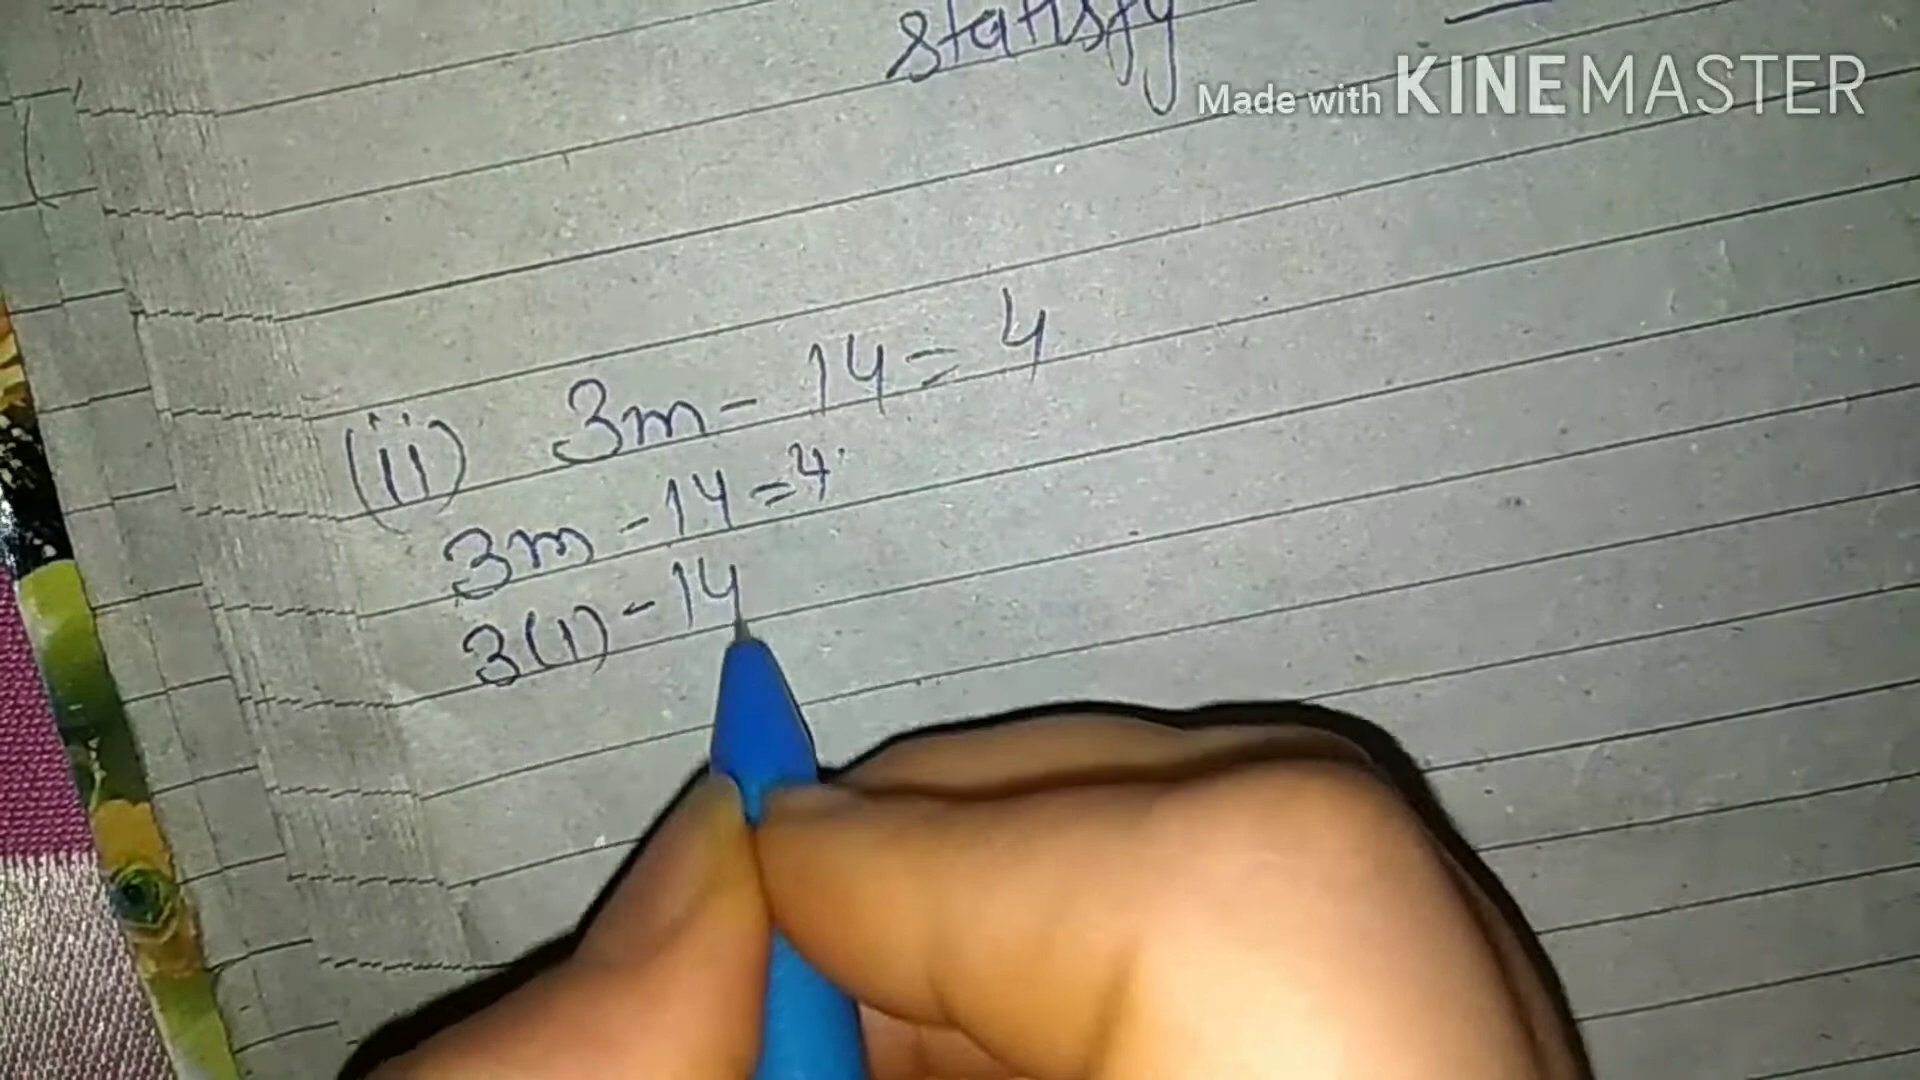 statisfy
Made with KINEMASTER
(ii) 3m - 14 = 4
3m - 14 = 4
3(1) - 14